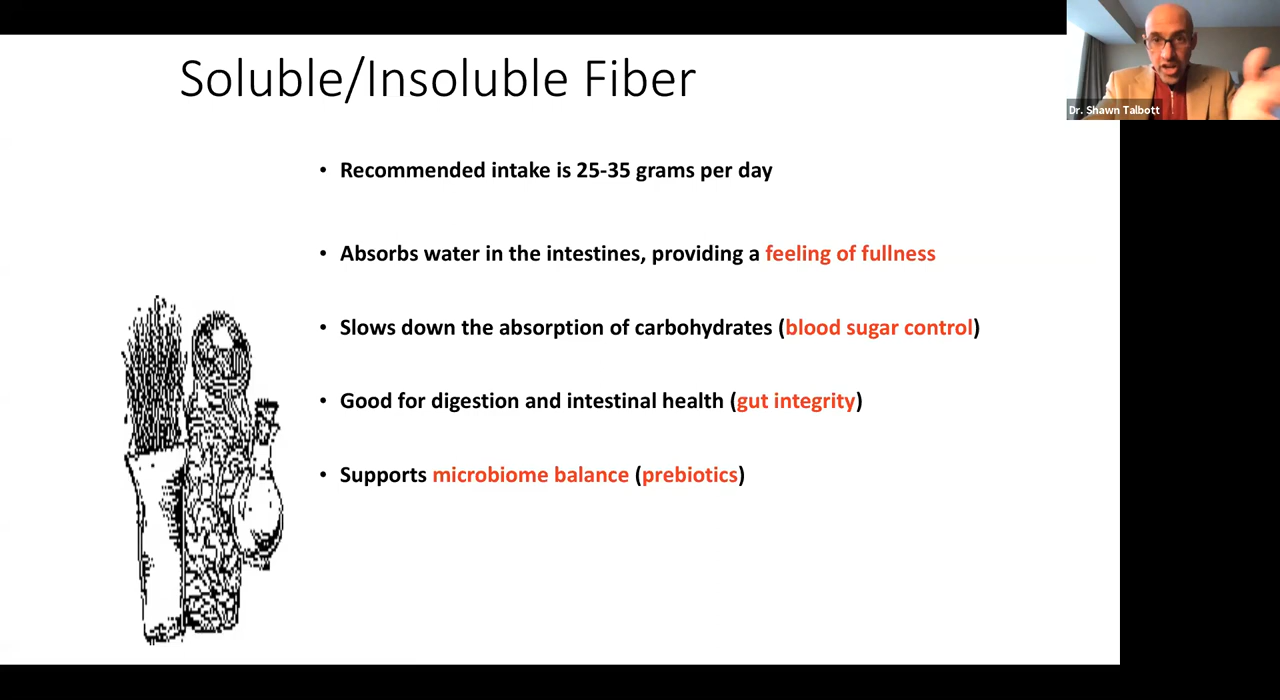 Soluble/Insoluble Fiber
Dr. Shawn Talbott
• Recommended intake is 25-35 grams per day
• Absorbs water in the intestines, providing a feeling of fullness
• Slows down the absorption of carbohydrates (blood sugar control)
• Good for digestion and intestinal health (gut integrity)
• Supports microbiome balance (prebiotics)